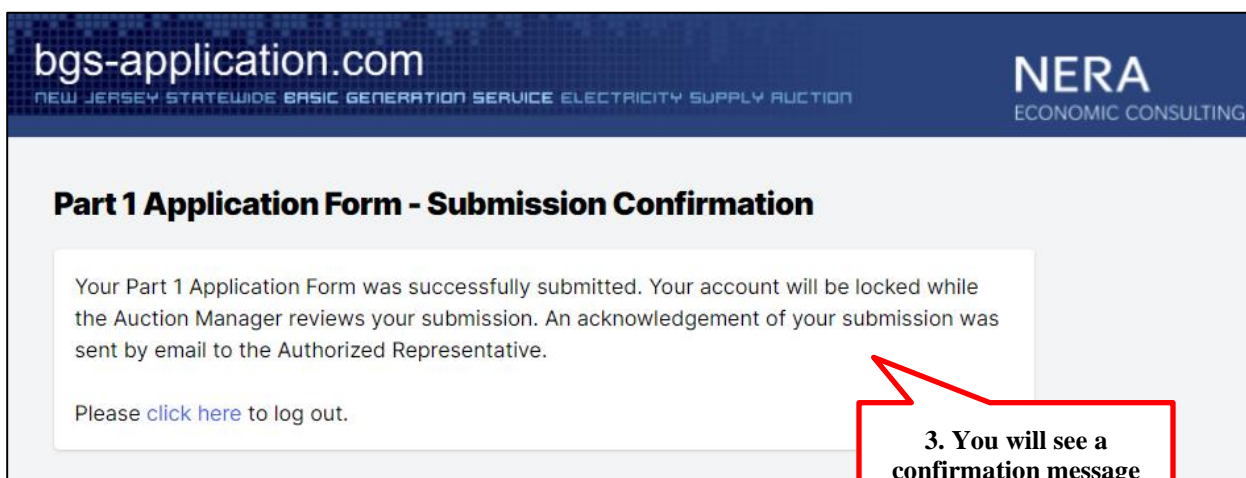 bgs-application.com
NEW JERSEY STATEWIDE BASIC GENERATION SERVICE ELECTRICITY SUPPLY AUCTION
NERA
ECONOMIC CONSULTING
Part 1 Application Form - Submission Confirmation
Your Part 1 Application Form was successfully submitted. Your account will be locked while
the Auction Manager reviews your submission. An acknowledgement of your submission was
sent by email to the Authorized Representative.
Please click here to log out.
3. You will see a
confirmation message